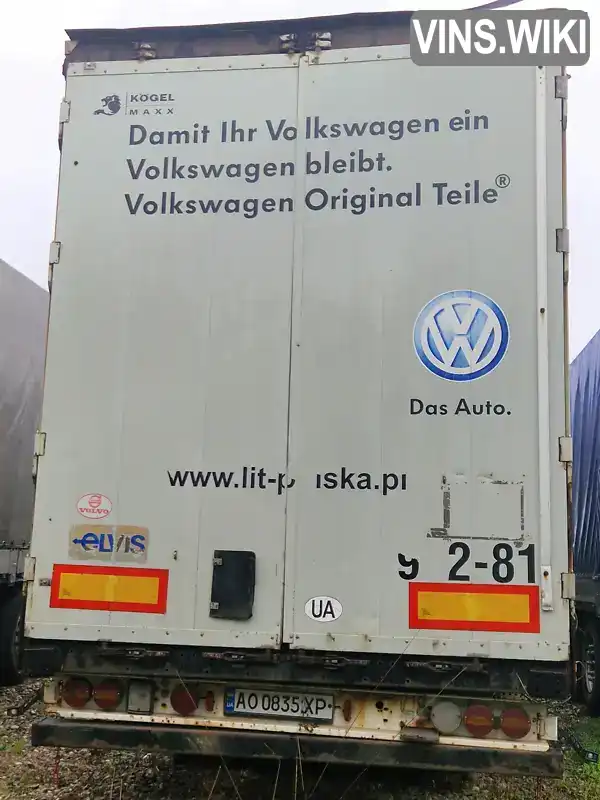 VINS.WIKI
KÖGEL
MAXX
Damit Ihr Volkswagen ein
Volkswagen bleibt.
Volkswagen Original Teile®
Das Auto.
VOLVO
ELVIS
2-81
UA
AO 0835 XP